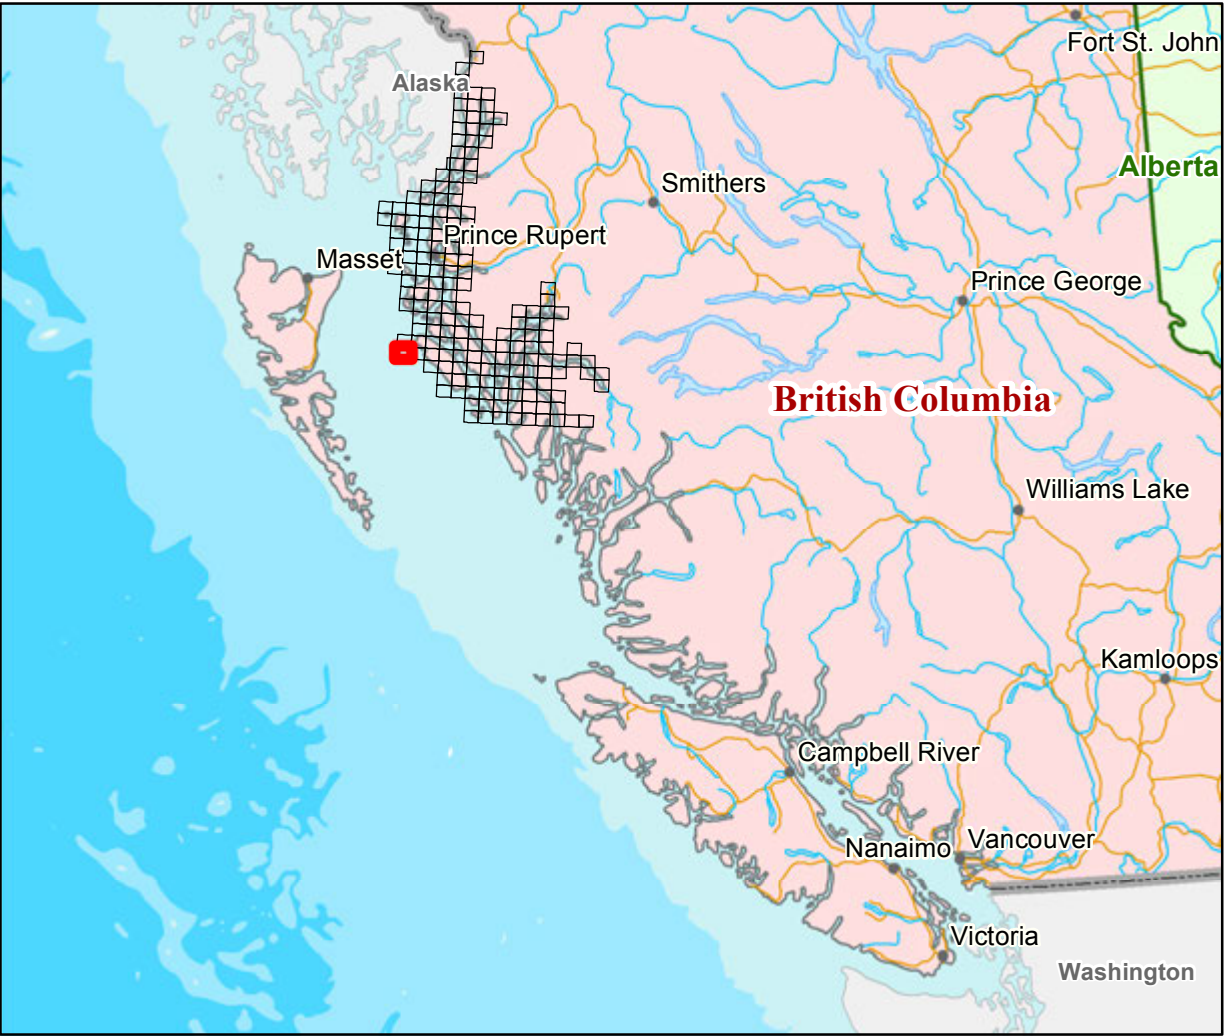 Fort St. John
Alaska
Alberta
Smithers
Prince Rupert
Masset
Prince George
British Columbia
Williams Lake
Kamloops
Campbell River
Vancouver
Nanaimo
Victoria
Washington